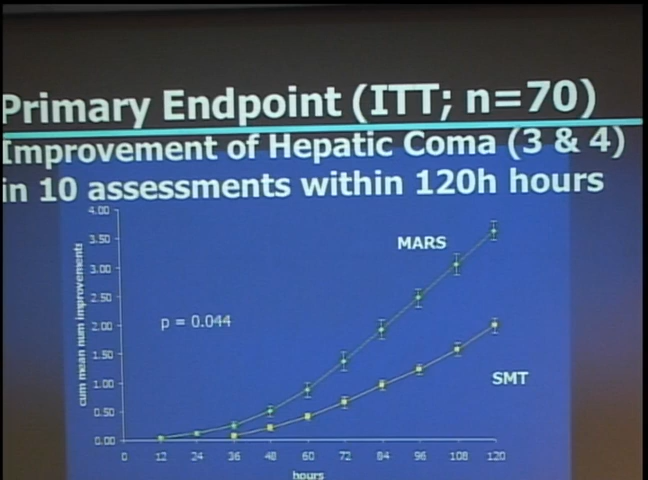 Primary Endpoint (ITT; n=70)
Improvement of Hepatic Coma (3 & 4)
in 10 assessments within 120h hours
4.00
3.50
3.00
2.50
2.00
1.50
1.00
0.50
0.00
cum mean num improvements
MARS
p = 0.044
SMT
0 12 24 36 48 60 72 84 96 108 120
hours